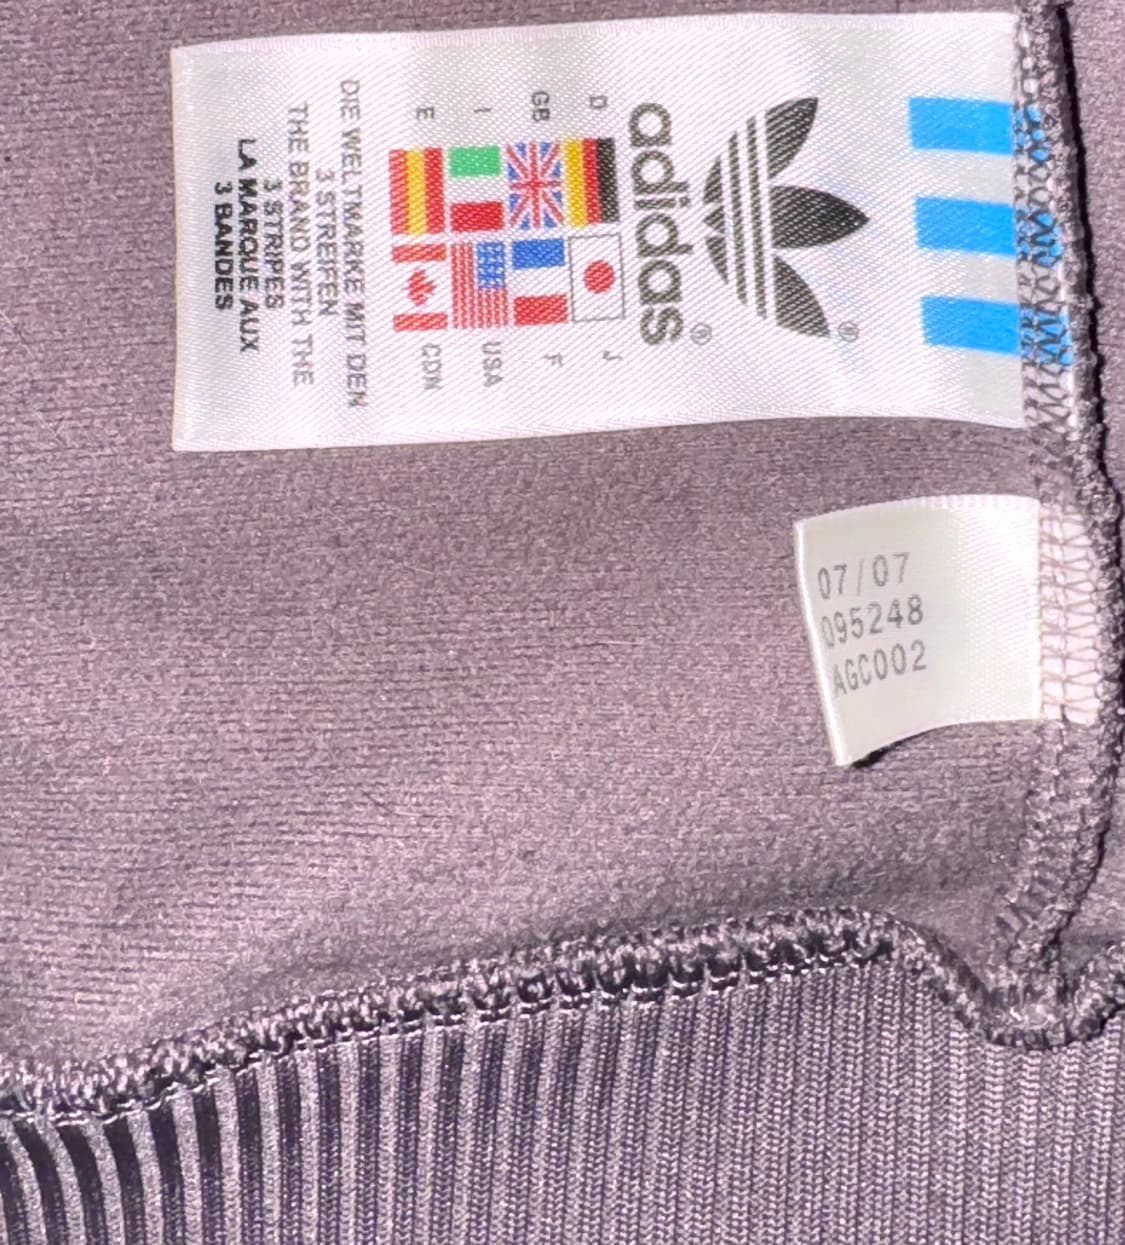 ®
adidas®
D J
GB F
I USA
E CDN
DIE WELTMARKE MIT DEN
3 STREIFEN
THE BRAND WITH THE
3 STRIPES
LA MARQUE AUX
3 BANDES
07/07
095248
AGC002